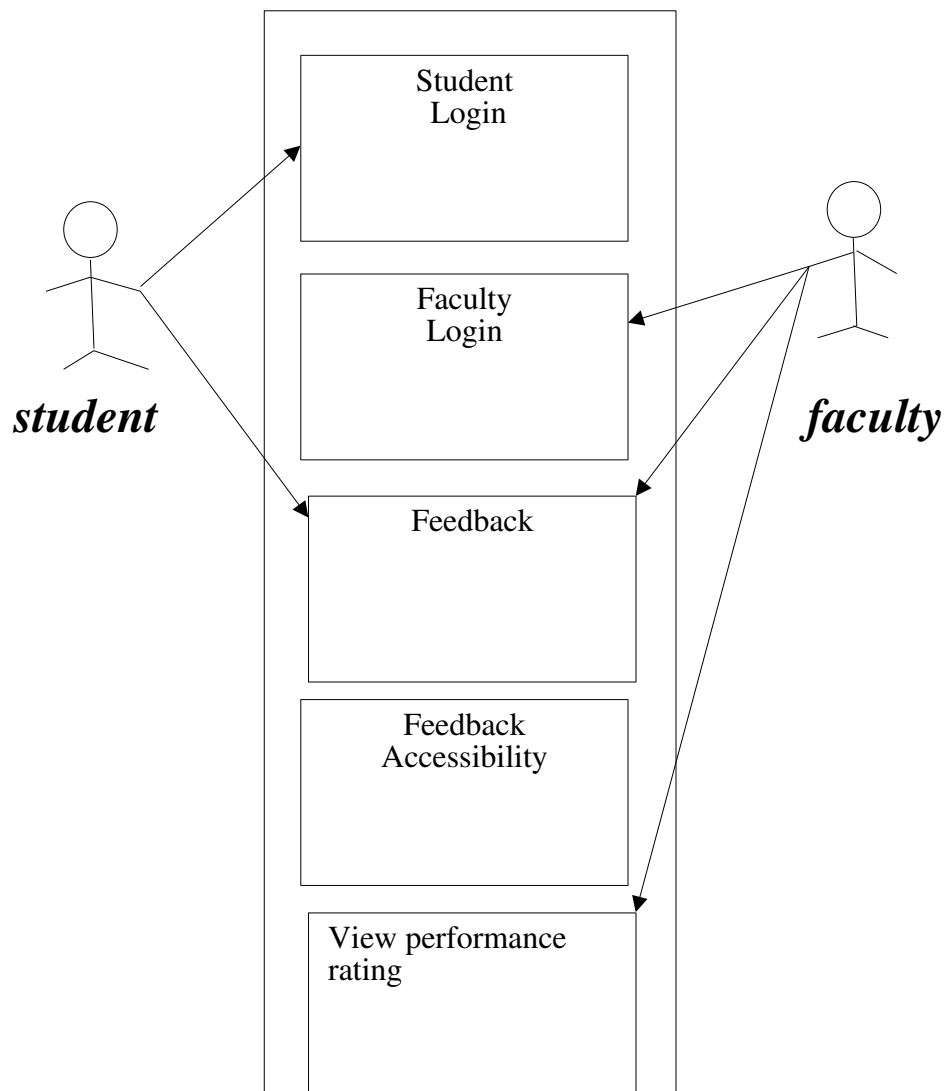 Student
Login
Faculty
Login
student
faculty
Feedback
Feedback
Accessibility
View performance
rating